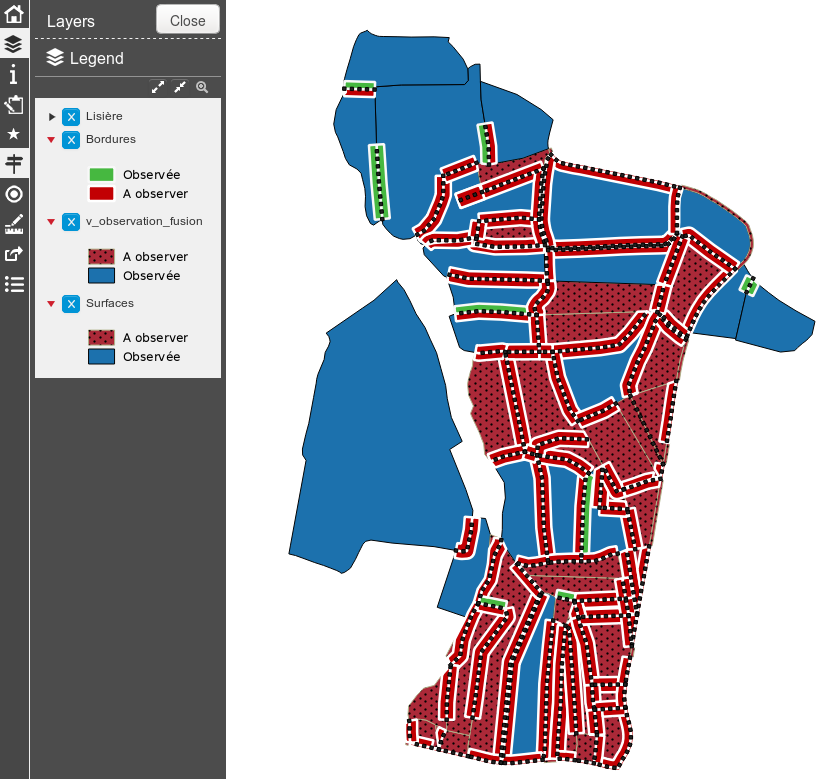 Layers
Close
Legend
Lisière
Bordures
Observée
A observer
v_observation_fusion
A observer
Observée
Surfaces
A observer
Observée